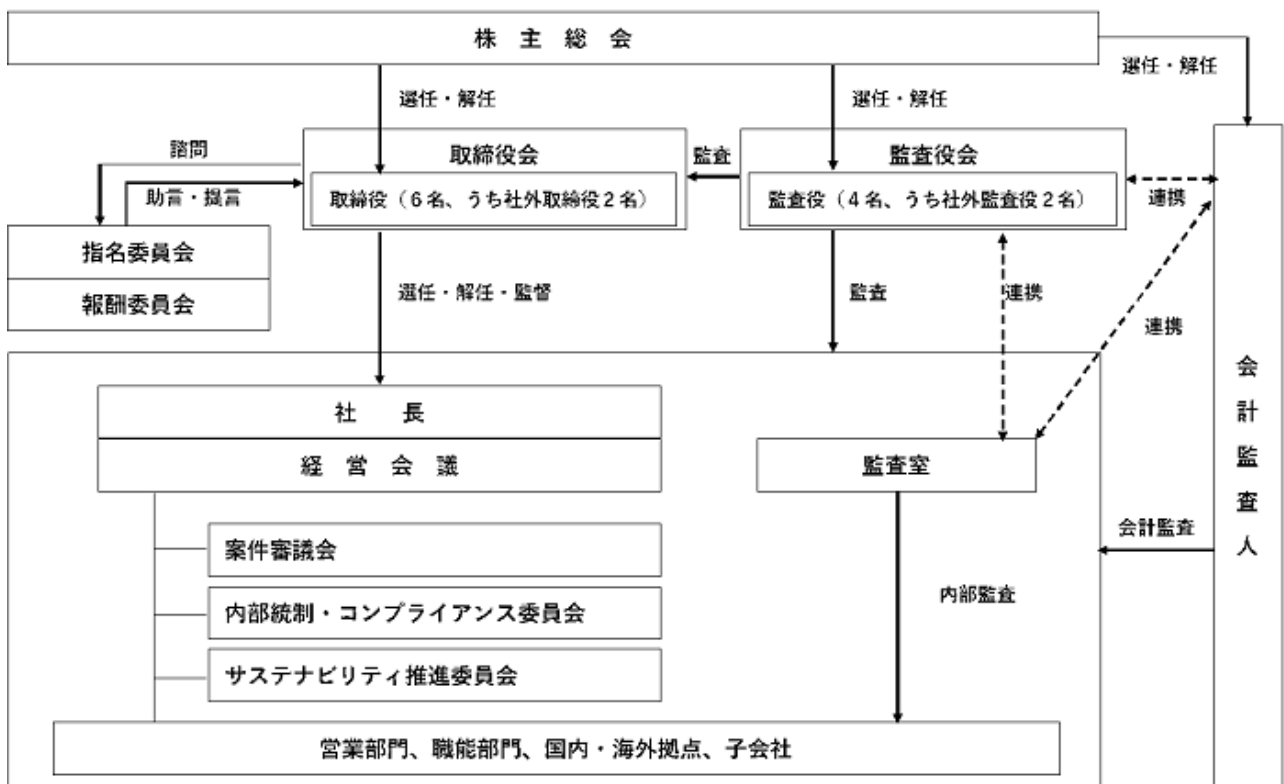 株 主 総 会
選任・解任
選任・解任
選任・解任
諮問
助言・提言
取締役会
取締役（6名、うち社外取締役2名）
監査
監査役会
監査役（4名、うち社外監査役2名）
連携
指名委員会
報酬委員会
選任・解任・監督
監査
連携
連携
社 長
経 営 会 議
監査室
会計監査人
案件審議会
内部統制・コンプライアンス委員会
サステナビリティ推進委員会
内部監査
会計監査
営業部門、職能部門、国内・海外拠点、子会社